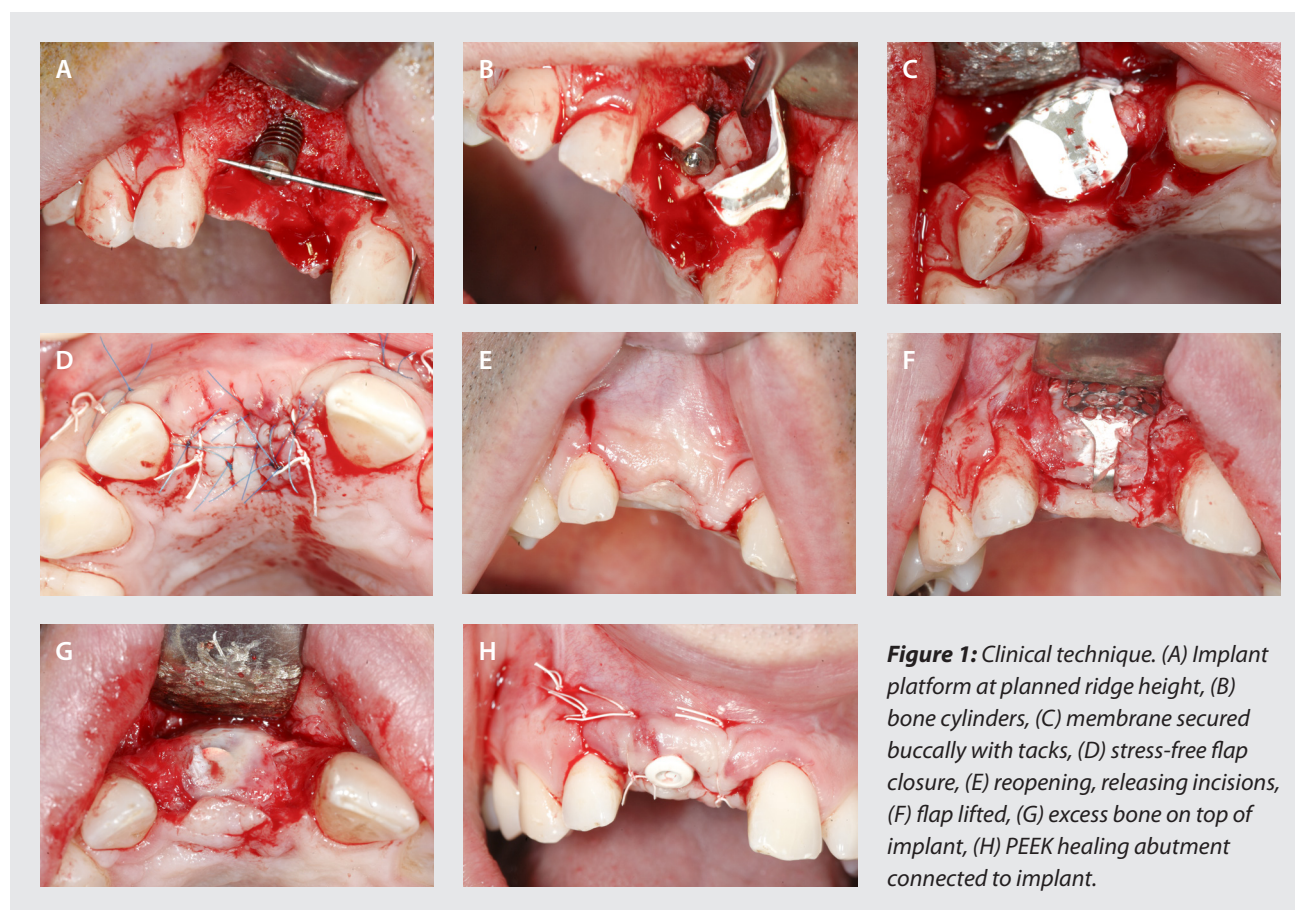 A
B
C
D
E
F
G
H
Figure 1: Clinical technique. (A) Implant
platform at planned ridge height, (B)
bone cylinders, (C) membrane secured
buccally with tacks, (D) stress-free flap
closure, (E) reopening, releasing incisions,
(F) flap lifted, (G) excess bone on top of
implant, (H) PEEK healing abutment
connected to implant.